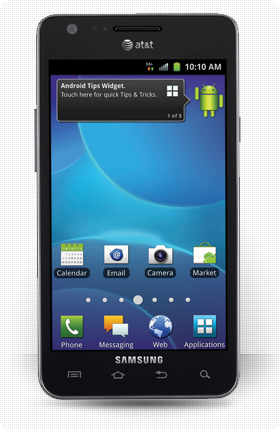 at&t
10:10 AM
Android Tips Widget.
Touch here for quick Tips & Tricks.
1 of 8
Calendar
Email
Camera
Market
Phone
Messaging
Web
Applications
SAMSUNG